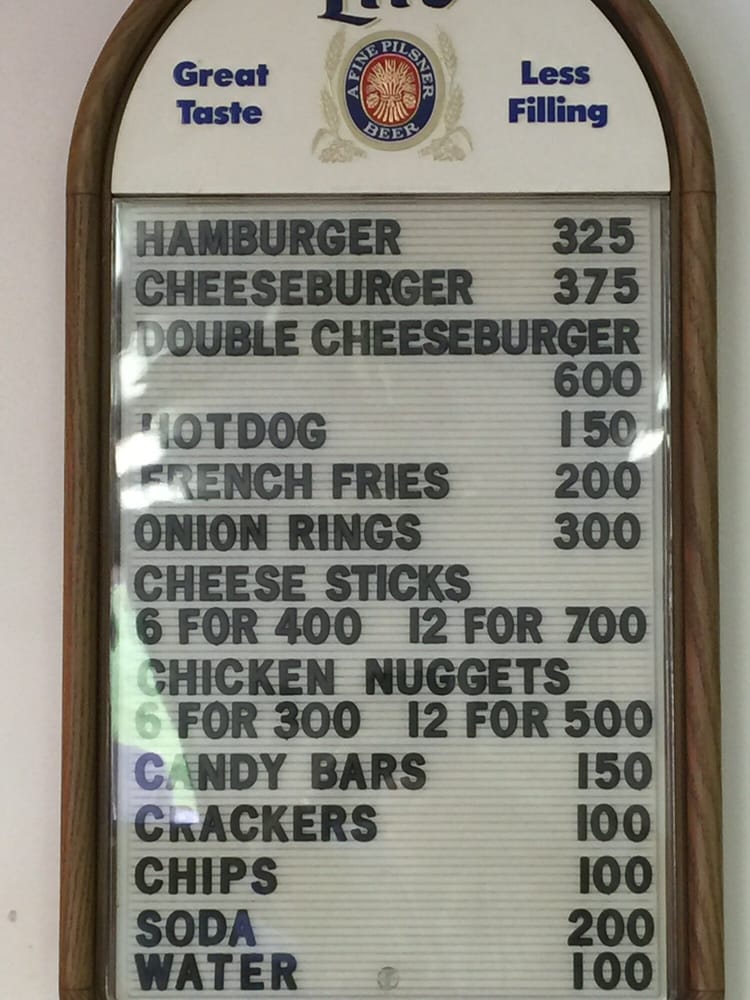 Great Taste
A FINE PILSNER BEER
Less Filling
HAMBURGER 325
CHEESEBURGER 375
DOUBLE CHEESEBURGER
600
HOTDOG 150
FRENCH FRIES 200
ONION RINGS 300
CHEESE STICKS
6 FOR 400 12 FOR 700
CHICKEN NUGGETS
6 FOR 300 12 FOR 500
CANDY BARS 150
CRACKERS 100
CHIPS 100
SODA 200
WATER 100